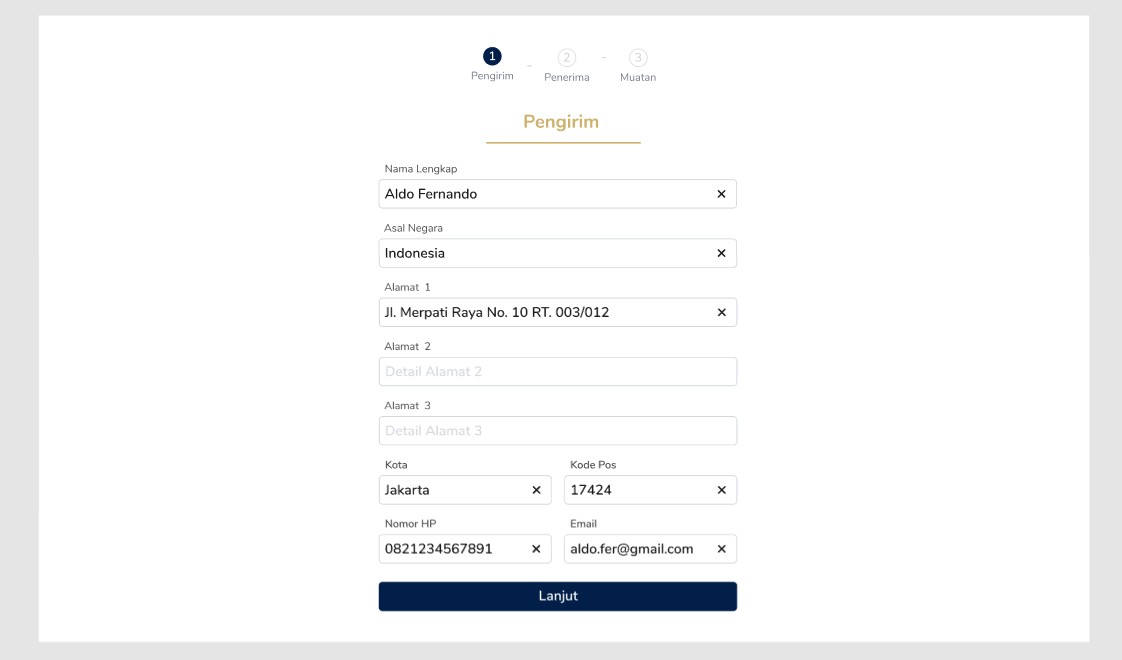 1 - 2 - 3
Pengirim Penerima Muatan
Pengirim
Nama Lengkap
Aldo Fernando ×
Asal Negara
Indonesia ×
Alamat 1
Jl. Merpati Raya No. 10 RT. 003/012 ×
Alamat 2
Detail Alamat 2
Alamat 3
Detail Alamat 3
Kota Kode Pos
Jakarta × 17424 ×
Nomor HP Email
0821234567891 × aldo.fer@gmail.com ×
Lanjut